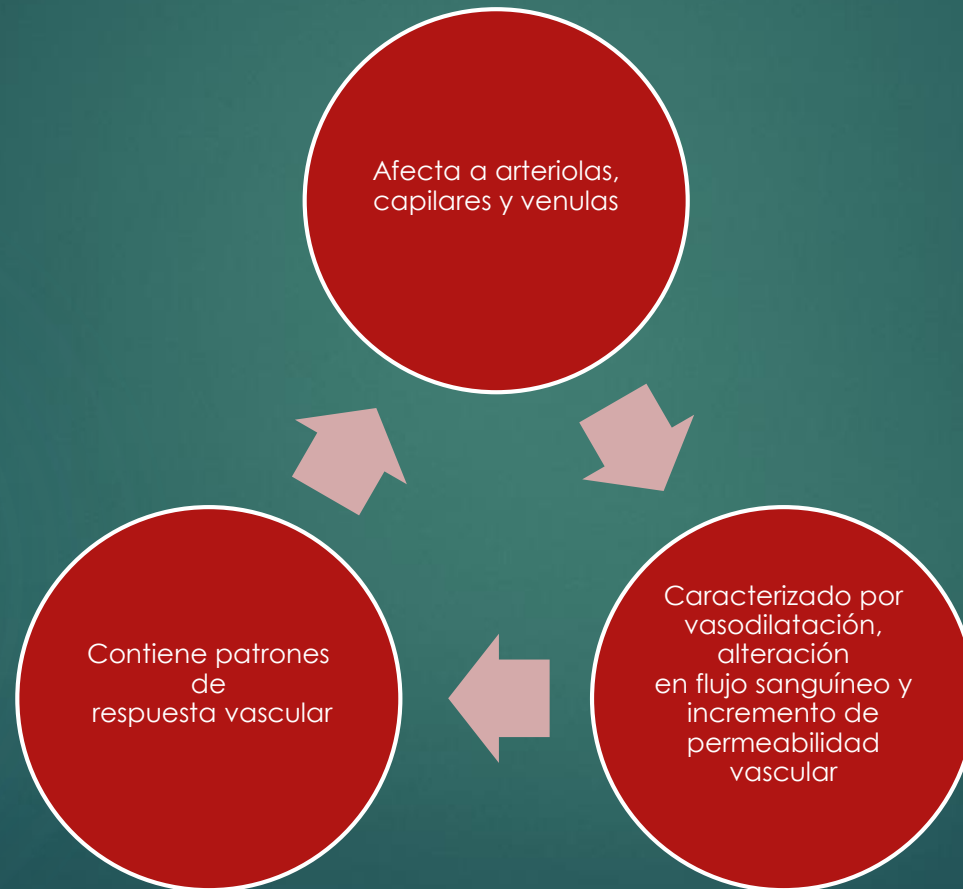 Afecta a arteriolas,
capilares y venulas
Caracterizado por
vasodilatación,
alteración
en flujo sanguíneo y
incremento de
permeabilidad
vascular
Contiene patrones
de
respuesta vascular